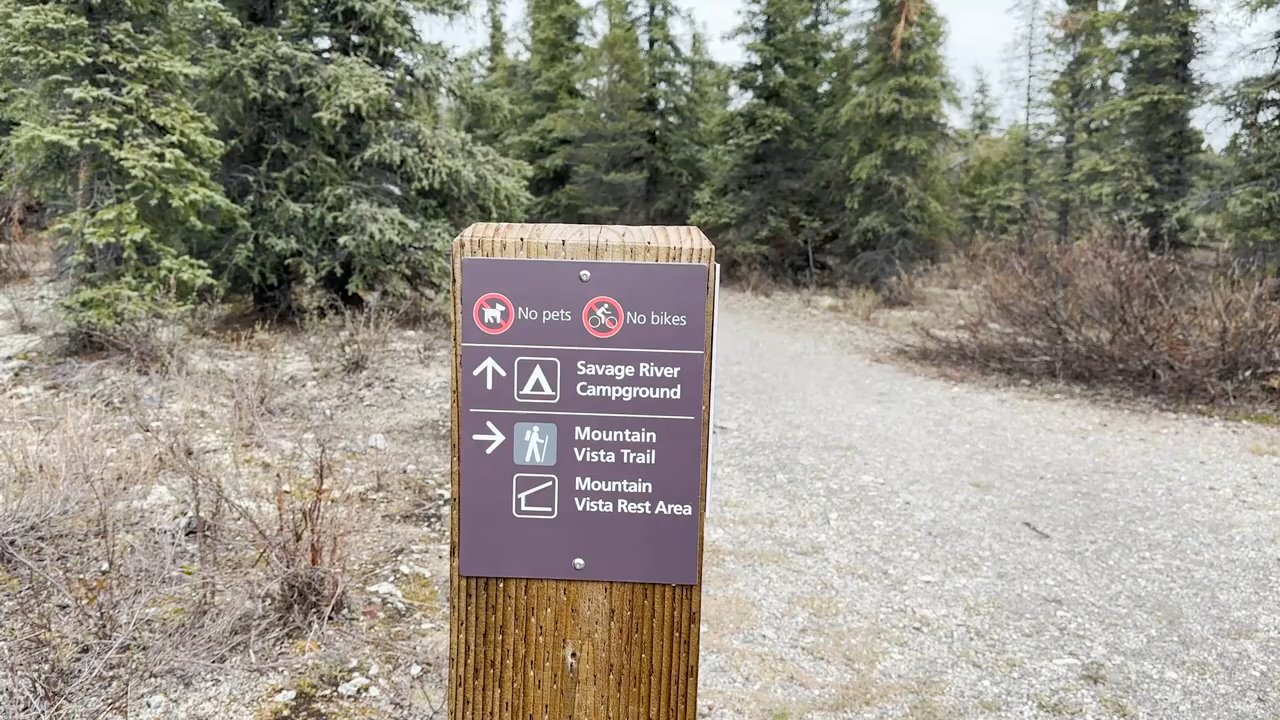 No pets No bikes
Savage River
Campground
Mountain
Vista Trail
Mountain
Vista Rest Area